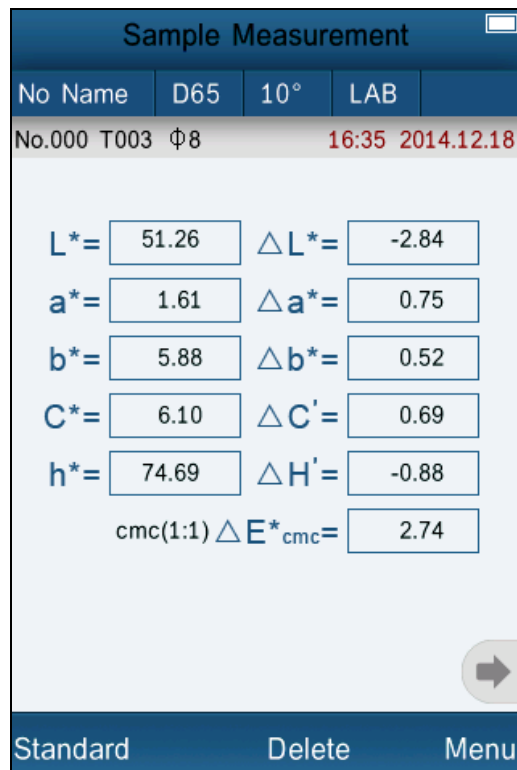 Sample Measurement
No Name D65 10° LAB
No.000 T003 Φ8 16:35 2014.12.18
L*= 51.26 △L*= -2.84
a*= 1.61 △a*= 0.75
b*= 5.88 △b*= 0.52
C*= 6.10 △C'= 0.69
h*= 74.69 △H'= -0.88
cmc(1:1) △E*cmc= 2.74
Standard Delete Menu